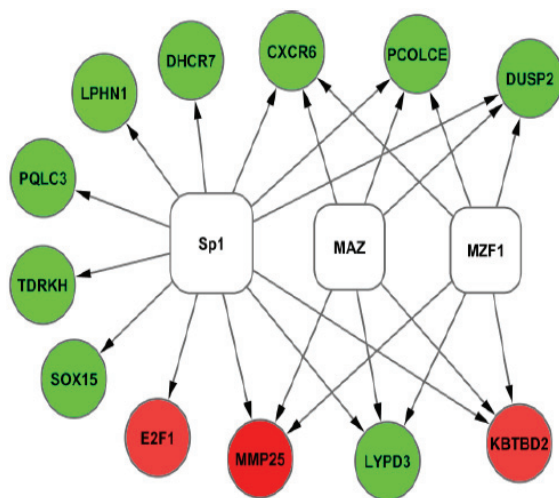 CXCR6
PCOLCE
DHCR7
DUSP2
LPHN1
PQLC3
Sp1
MAZ
MZF1
TDRKH
SOX15
E2F1
MMP25
LYPD3
KBTBD2